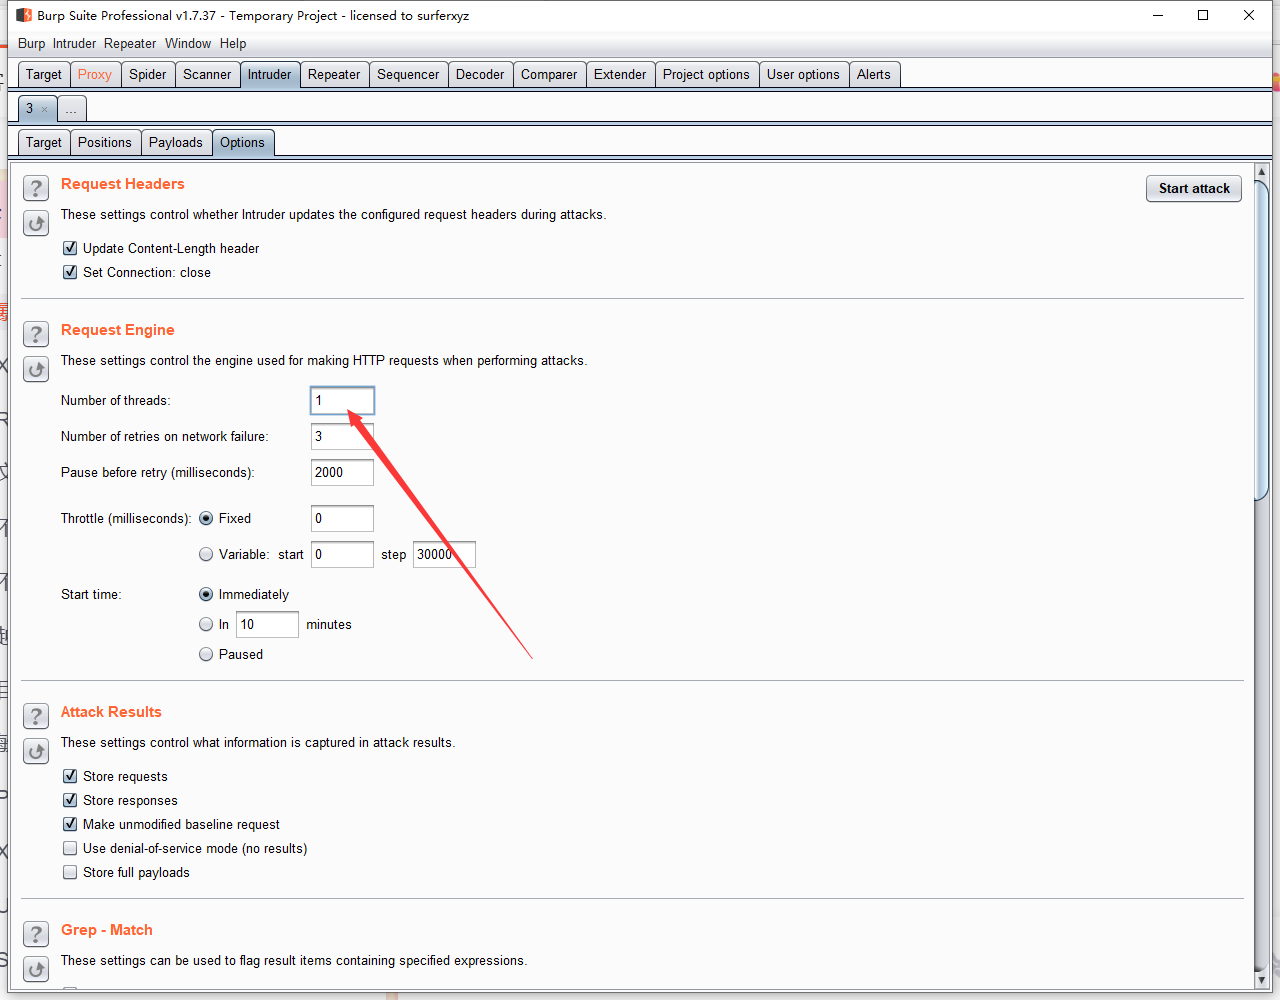 Burp Suite Professional v1.7.37 - Temporary Project - licensed to surferxyz
Burp Intruder Repeater Window Help
Target Proxy Spider Scanner Intruder Repeater Sequencer Decoder Comparer Extender Project options User options Alerts
3 × ...
Target Positions Payloads Options
? Request Headers Start attack
These settings control whether Intruder updates the configured request headers during attacks.
Update Content-Length header
Set Connection: close
? Request Engine
These settings control the engine used for making HTTP requests when performing attacks.
Number of threads: 1
Number of retries on network failure: 3
Pause before retry (milliseconds): 2000
Throttle (milliseconds): Fixed 0
Variable: start 0 step 30000
Start time: Immediately
In 10 minutes
Paused
? Attack Results
These settings control what information is captured in attack results.
Store requests
Store responses
Make unmodified baseline request
Use denial-of-service mode (no results)
Store full payloads
? Grep - Match
These settings can be used to flag result items containing specified expressions.